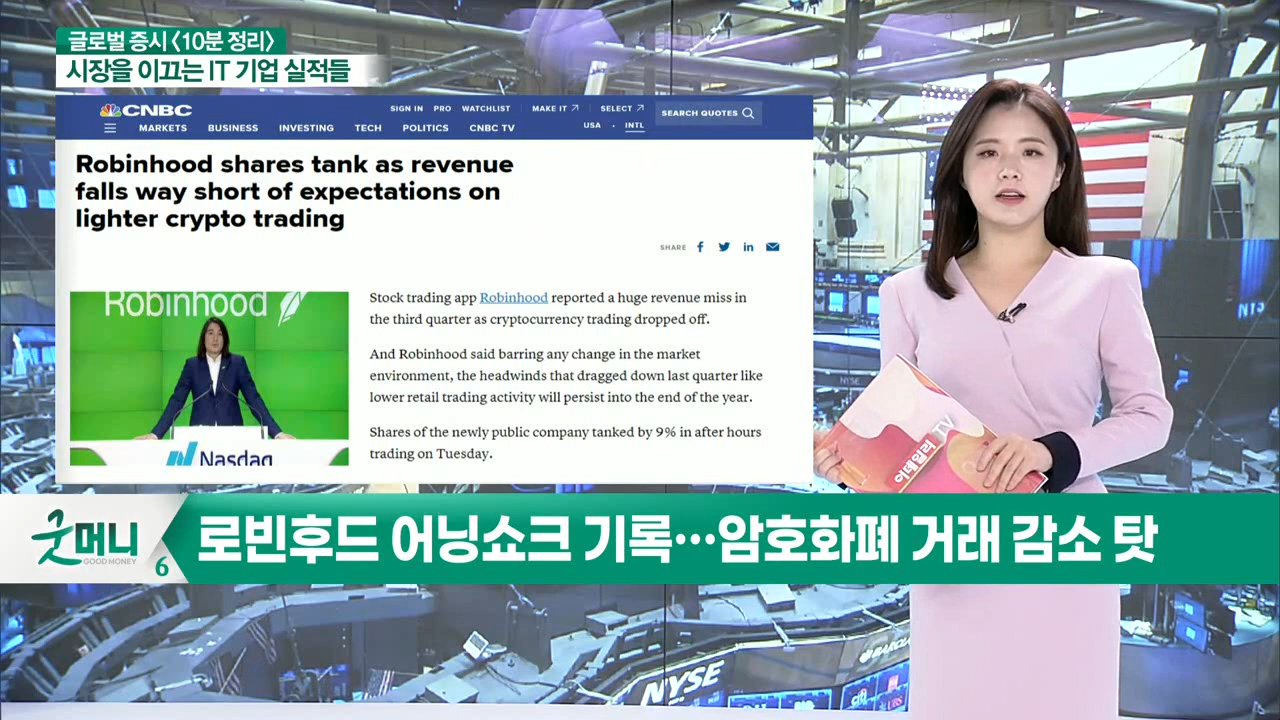 글로벌 증시 <10분 정리>
시장을 이끄는 IT 기업 실적들
CNBC
SIGN IN PRO WATCHLIST MAKE IT SELECT SEARCH QUOTES
MARKETS BUSINESS INVESTING TECH POLITICS CNBC TV USA · INTL
Robinhood shares tank as revenue
falls way short of expectations on
lighter crypto trading
SHARE
Robinhood
Nasdaq
Stock trading app Robinhood reported a huge revenue miss in
the third quarter as cryptocurrency trading dropped off.
And Robinhood said barring any change in the market
environment, the headwinds that dragged down last quarter like
lower retail trading activity will persist into the end of the year.
Shares of the newly public company tanked by 9% in after hours
trading on Tuesday.
이데일리 TV
NYSE
굿머니
GOOD MONEY
6
로빈후드 어닝쇼크 기록…암호화폐 거래 감소 탓
NYSE
BARCLAYS
citi
UBS